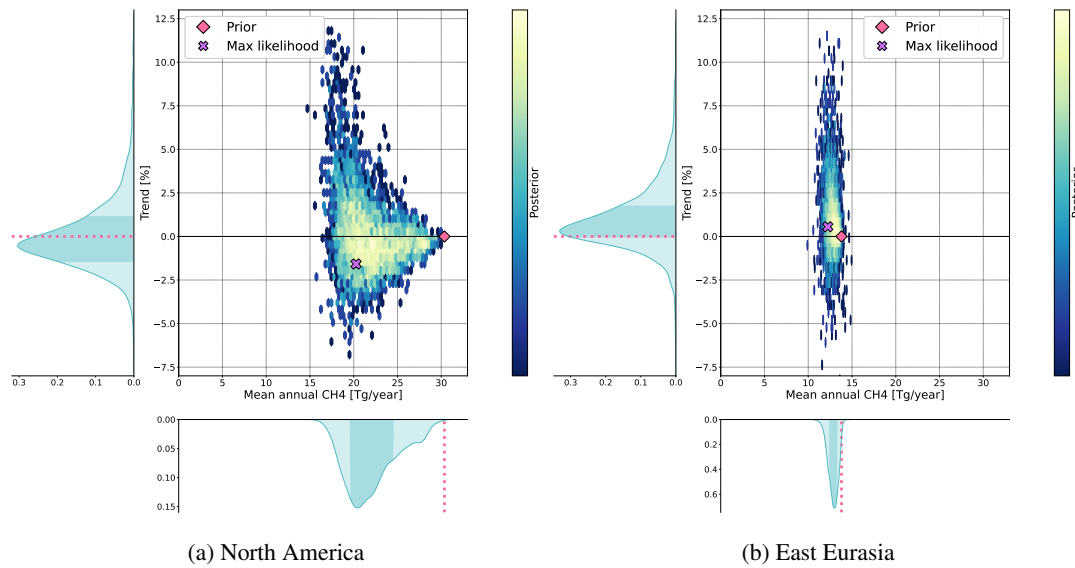 12.5
10.0
7.5
5.0
2.5
0.0
−2.5
−5.0
−7.5
Trend [%]
Prior
Max likelihood
0 5 10 15 20 25 30
Mean annual CH4 [Tg/year]
0.3 0.2 0.1 0.0
Posterior
0.00
0.05
0.10
0.15
(a) North America
12.5
10.0
7.5
5.0
2.5
0.0
−2.5
−5.0
−7.5
Trend [%]
Prior
Max likelihood
0 5 10 15 20 25 30
Mean annual CH4 [Tg/year]
0.3 0.2 0.1 0.0
Posterior
0.0
0.2
0.4
0.6
(b) East Eurasia